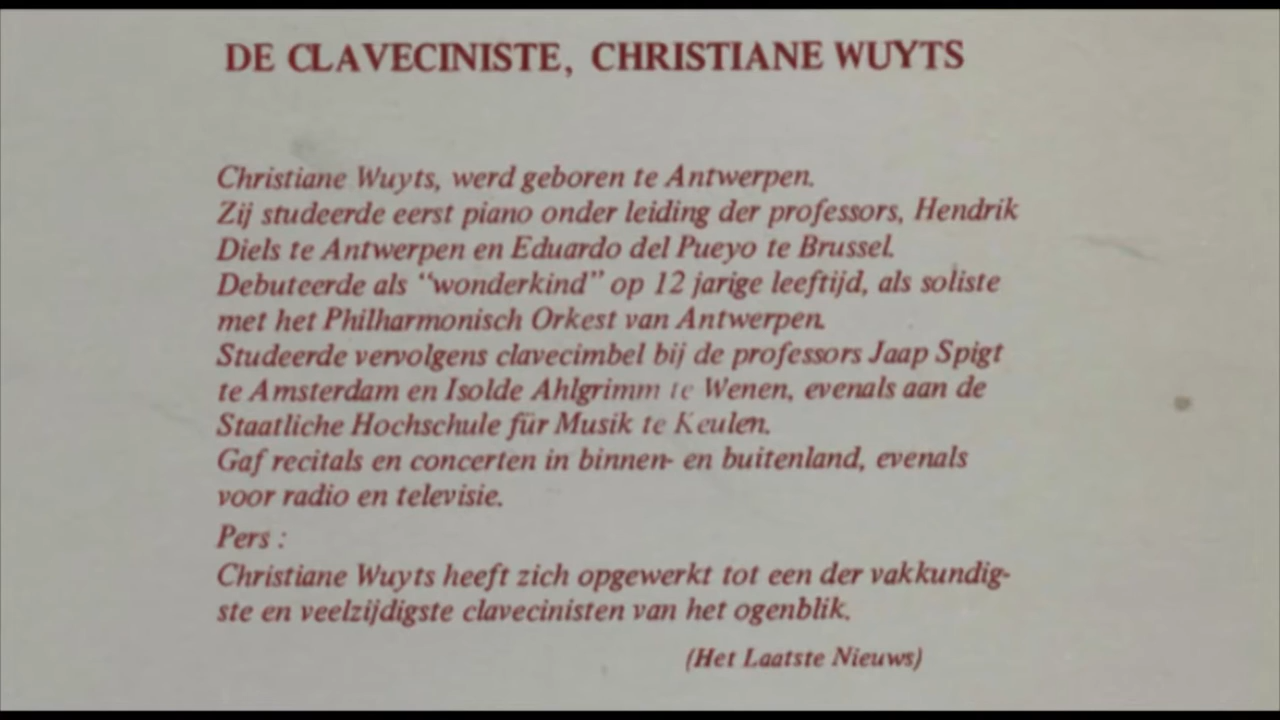 DE CLAVECINISTE, CHRISTIANE WUYTS
Christiane Wuyts, werd geboren te Antwerpen.
Zij studeerde eerst piano onder leiding der professors, Hendrik
Diels te Antwerpen en Eduardo del Pueyo te Brussel.
Debuteerde als "wonderkind" op 12 jarige leeftijd, als soliste
met het Philharmonisch Orkest van Antwerpen.
Studeerde vervolgens clavecimbel bij de professors Jaap Spigt
te Amsterdam en Isolde Ahlgrimm te Wenen, evenals aan de
Staatliche Hochschule für Musik te Keulen.
Gaf recitals en concerten in binnen- en buitenland, evenals
voor radio en televisie.
Pers :
Christiane Wuyts heeft zich opgewerkt tot een der vakkundig-
ste en veelzijdigste clavecinisten van het ogenblik.
(Het Laatste Nieuws)